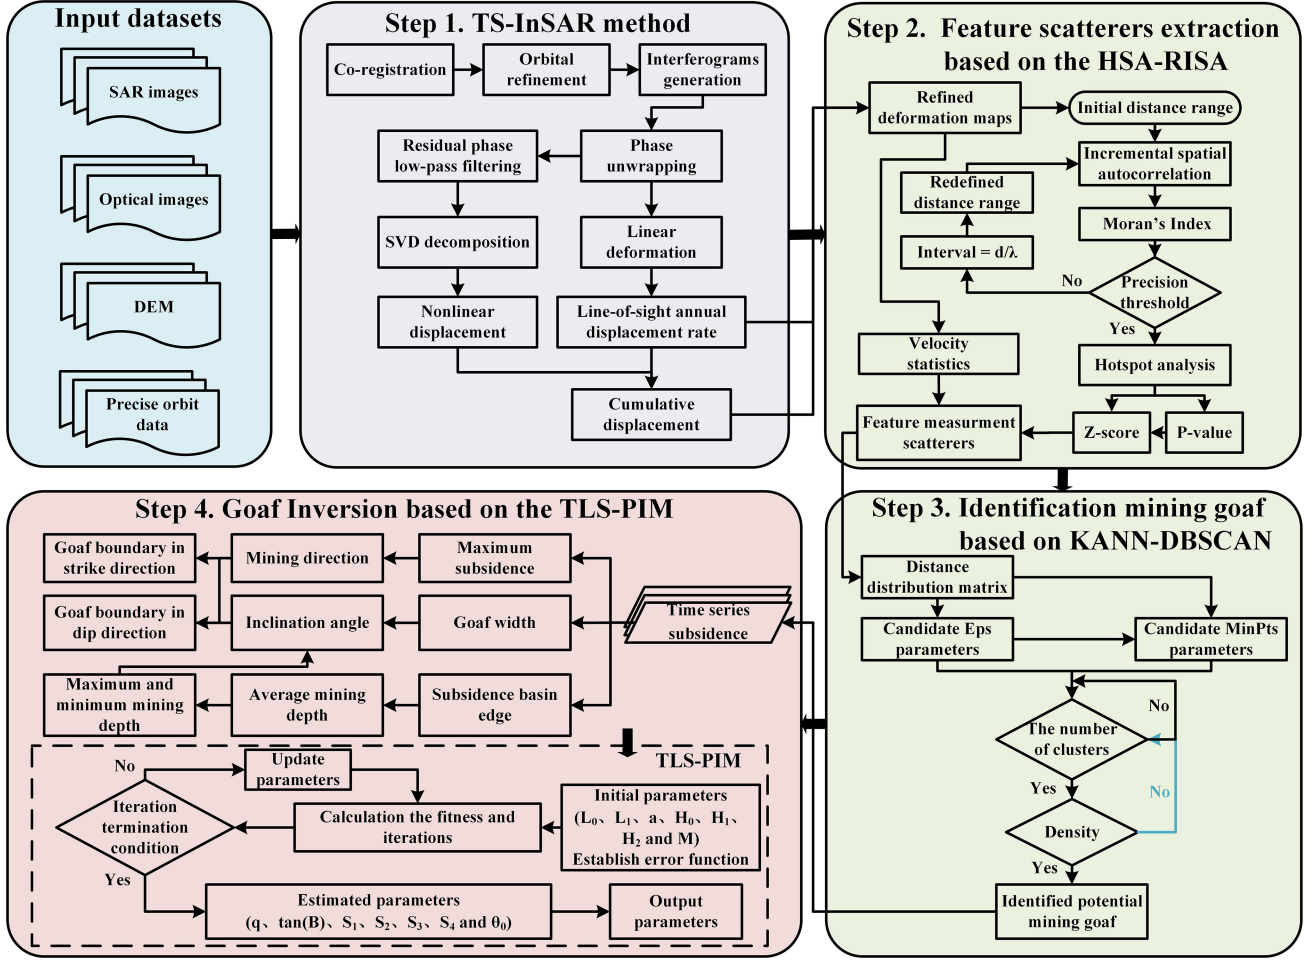 Input datasets
SAR images
Optical images
DEM
Precise orbit
data
Step 1. TS-InSAR method
Co-registration
Orbital
refinement
Interferograms
generation
Residual phase
low-pass filtering
Phase
unwrapping
SVD decomposition
Linear
deformation
Nonlinear
displacement
Line-of-sight annual
displacement rate
Cumulative
displacement
Step 2. Feature scatterers extraction
based on the HSA-RISA
Refined
deformation maps
Initial distance range
Incremental spatial
autocorrelation
Redefined
distance range
Moran's Index
Interval = d/λ
No
Precision
threshold
Yes
Velocity
statistics
Hotspot analysis
Feature measurment
scatterers
Z-score
P-value
Step 3. Identification mining goaf
based on KANN-DBSCAN
Distance
distribution matrix
Candidate Eps
parameters
Candidate MinPts
parameters
No
The number
of clusters
Yes
No
Density
Yes
Identified potential
mining goaf
Step 4. Goaf Inversion based on the TLS-PIM
Goaf boundary in
strike direction
Mining direction
Maximum
subsidence
Goaf boundary in
dip direction
Inclination angle
Goaf width
Time series
subsidence
Maximum and
minimum mining
depth
Average mining
depth
Subsidence basin
edge
TLS-PIM
No
Update
parameters
Iteration
termination
condition
Calculation the fitness and
iterations
Initial parameters
(L₀、L₁、a、H₀、H₁、
H₂ and M)
Establish error function
Yes
Estimated parameters
(q、tan(B)、S₁、S₂、S₃、S₄ and θ₀)
Output
parameters